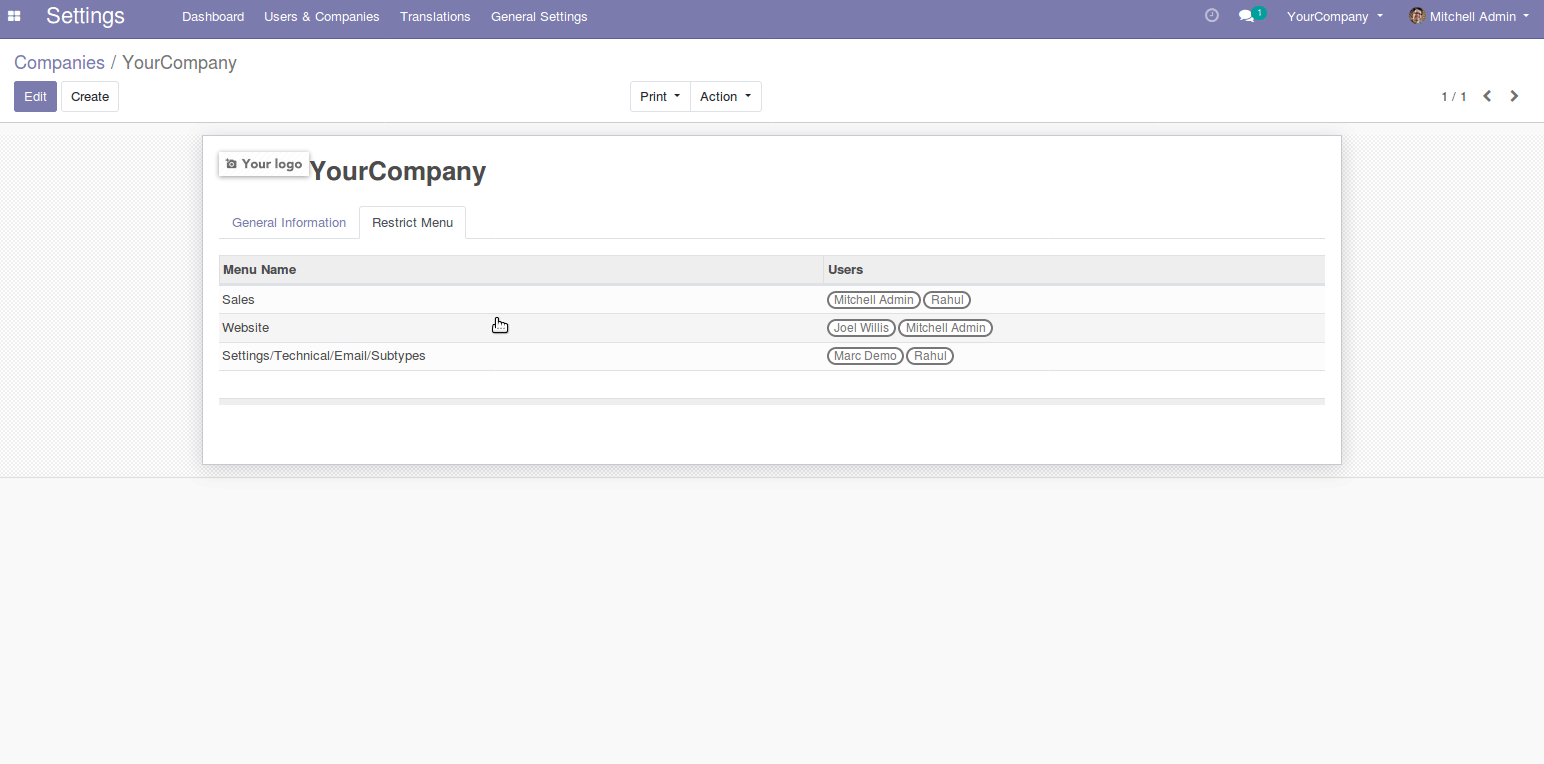 Settings Dashboard Users & Companies Translations General Settings 1 YourCompany Mitchell Admin
Companies / YourCompany
Edit Create Print Action 1 / 1
Your logo YourCompany
General Information Restrict Menu
Menu Name Users
Sales Mitchell Admin Rahul
Website Joel Willis Mitchell Admin
Settings/Technical/Email/Subtypes Marc Demo Rahul